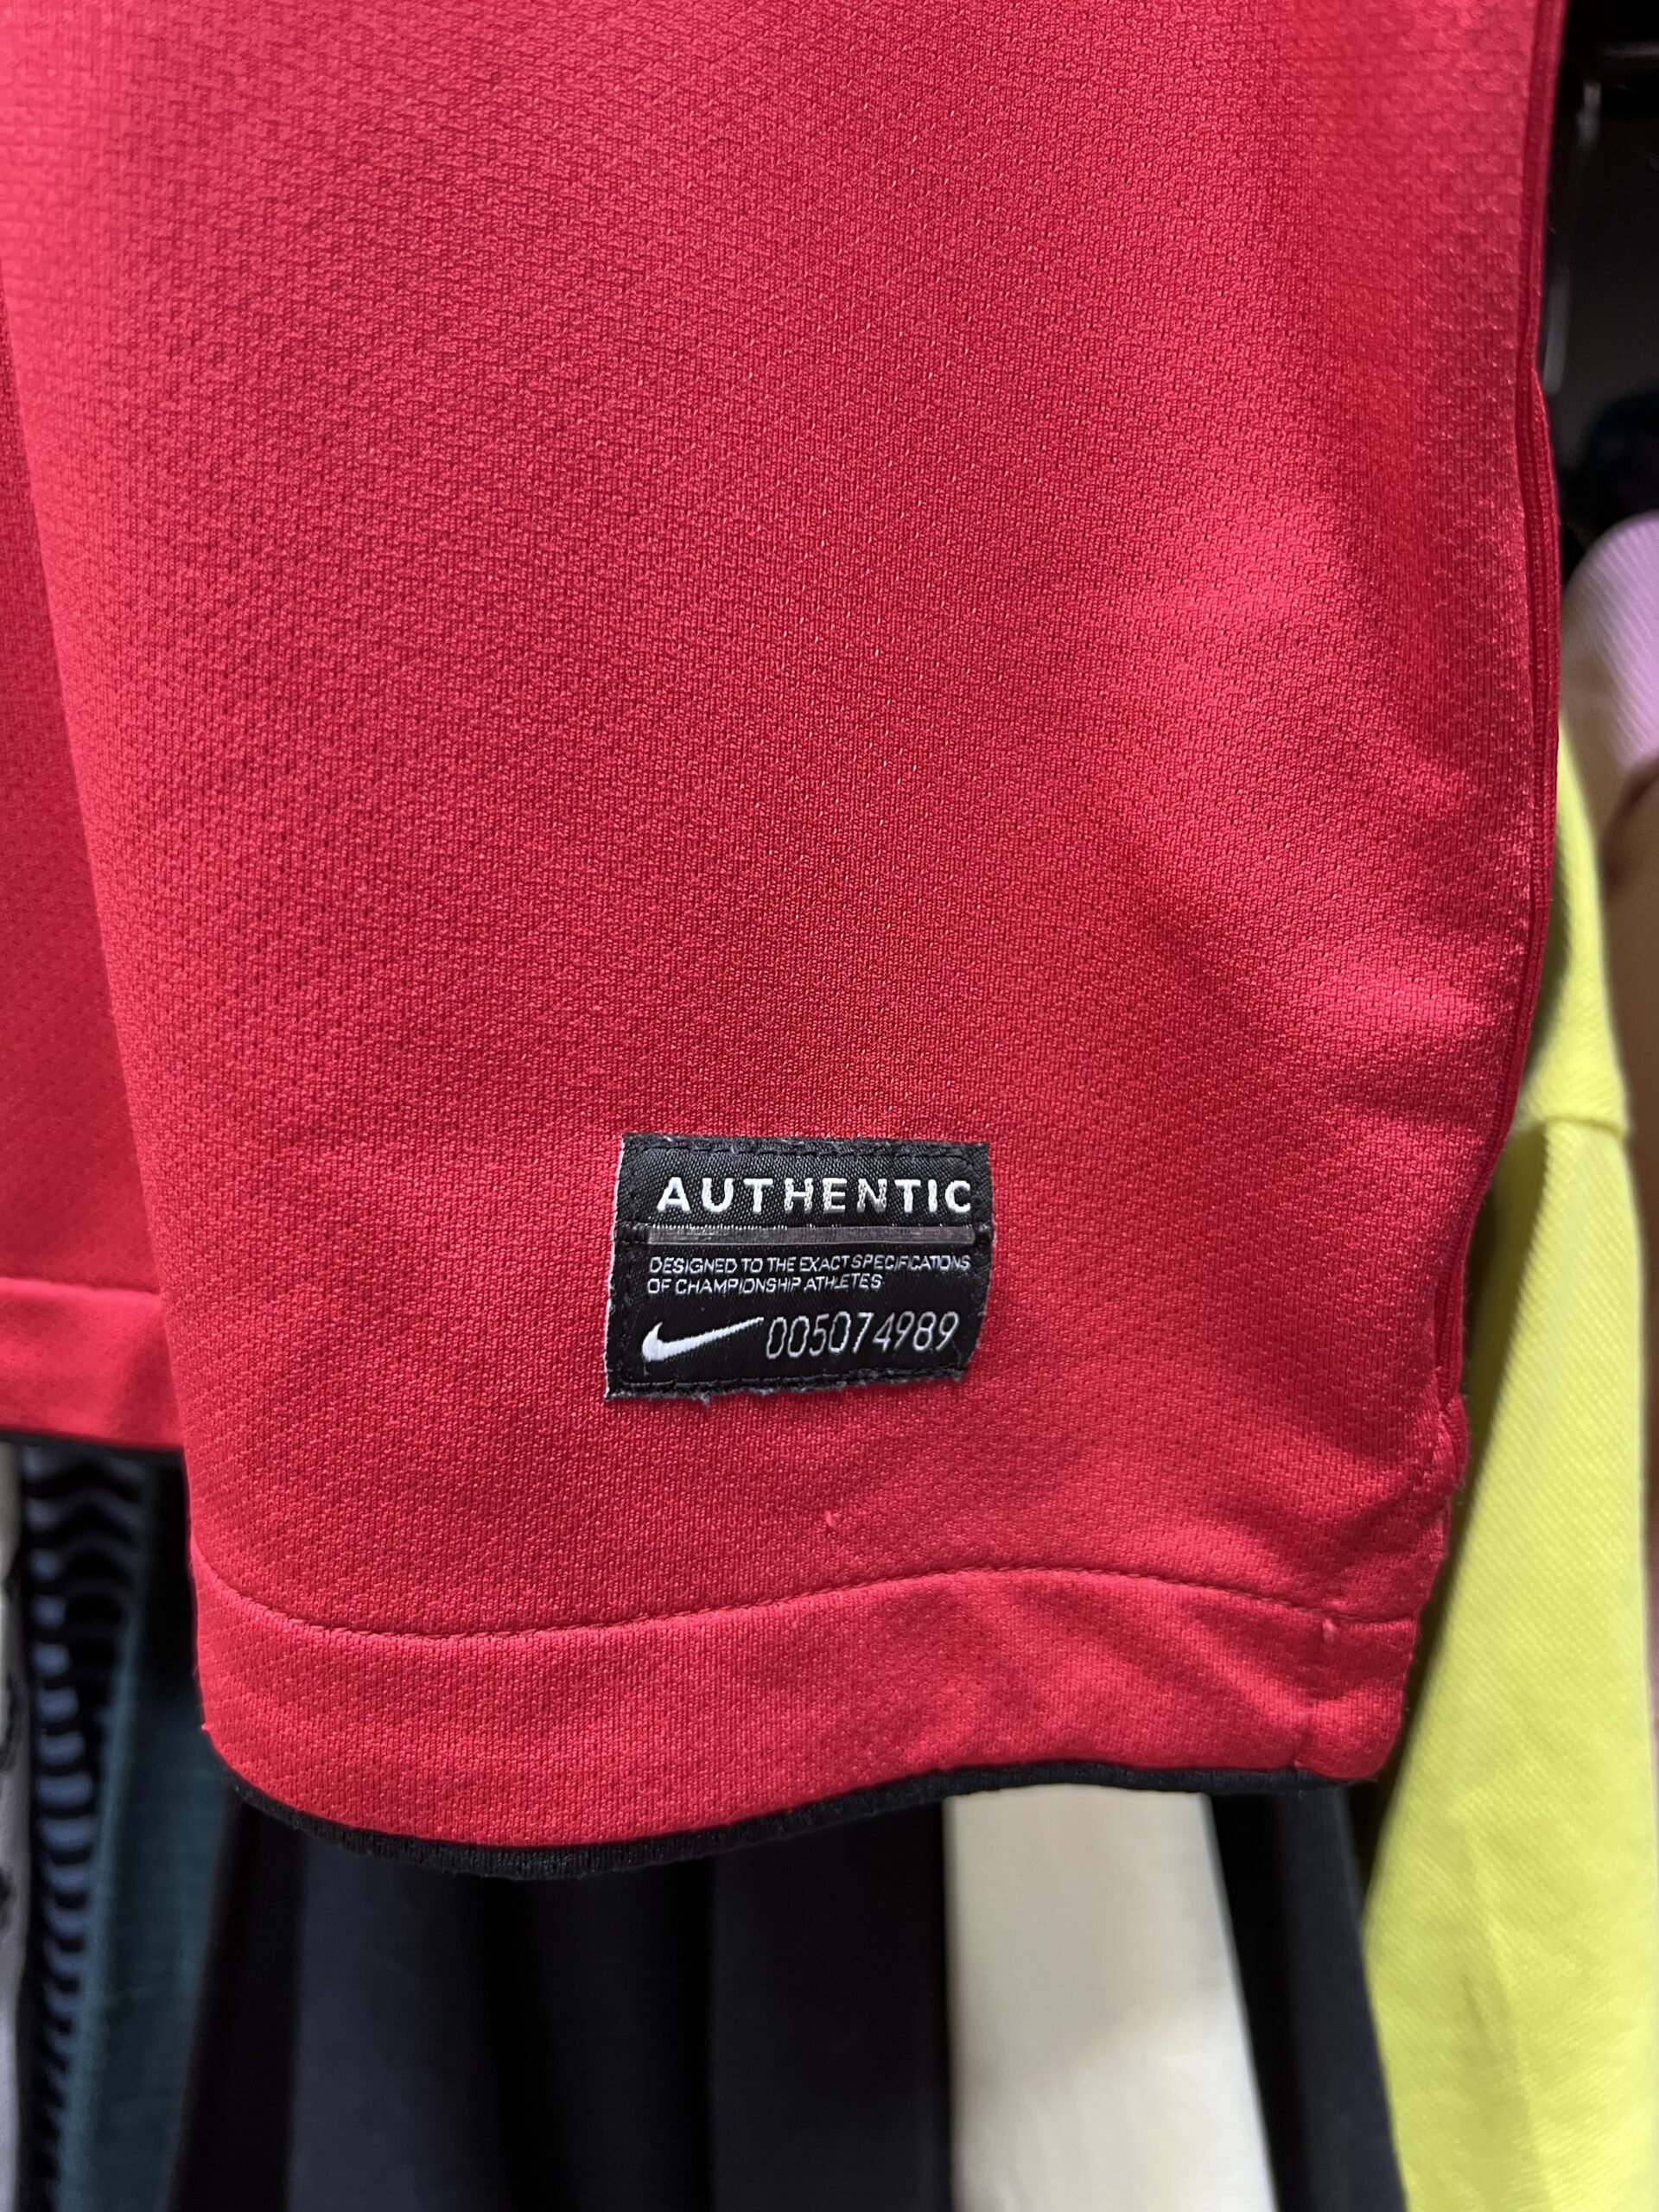 AUTHENTIC
DESIGNED TO THE EXACT SPECIFICATIONS
OF CHAMPIONSHIP ATHLETES
005074989